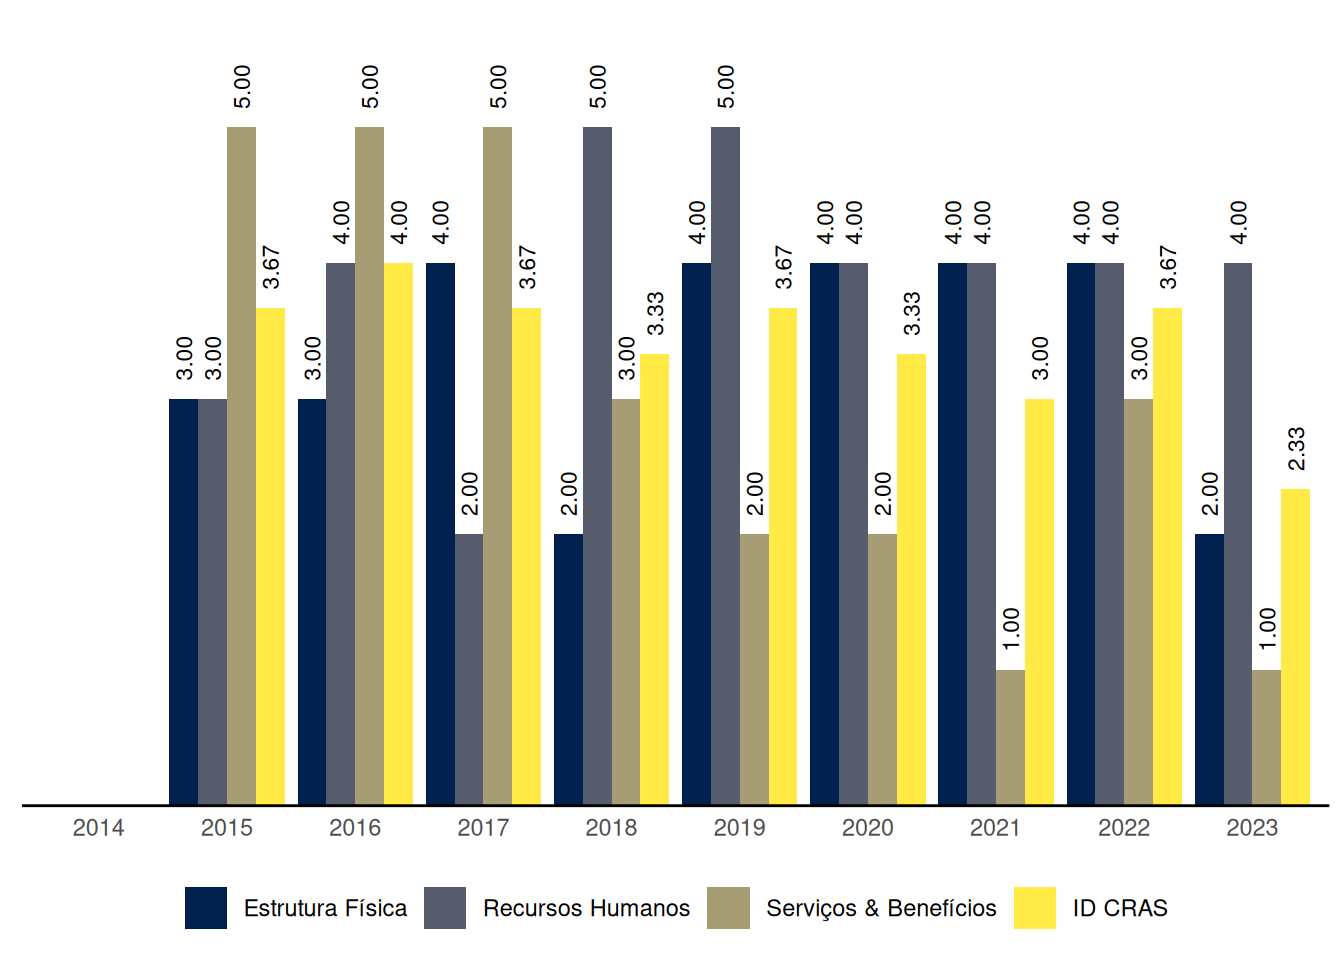 3.00 3.00 5.00 3.67
3.00 4.00 5.00 4.00
4.00 2.00 5.00 3.67
2.00 5.00 3.00 3.33
4.00 5.00 2.00 3.67
4.00 4.00 2.00 3.33
4.00 4.00 1.00 3.00
4.00 4.00 3.00 3.67
2.00 4.00 1.00 2.33
2014 2015 2016 2017 2018 2019 2020 2021 2022 2023
Estrutura Física Recursos Humanos Serviços & Benefícios ID CRAS